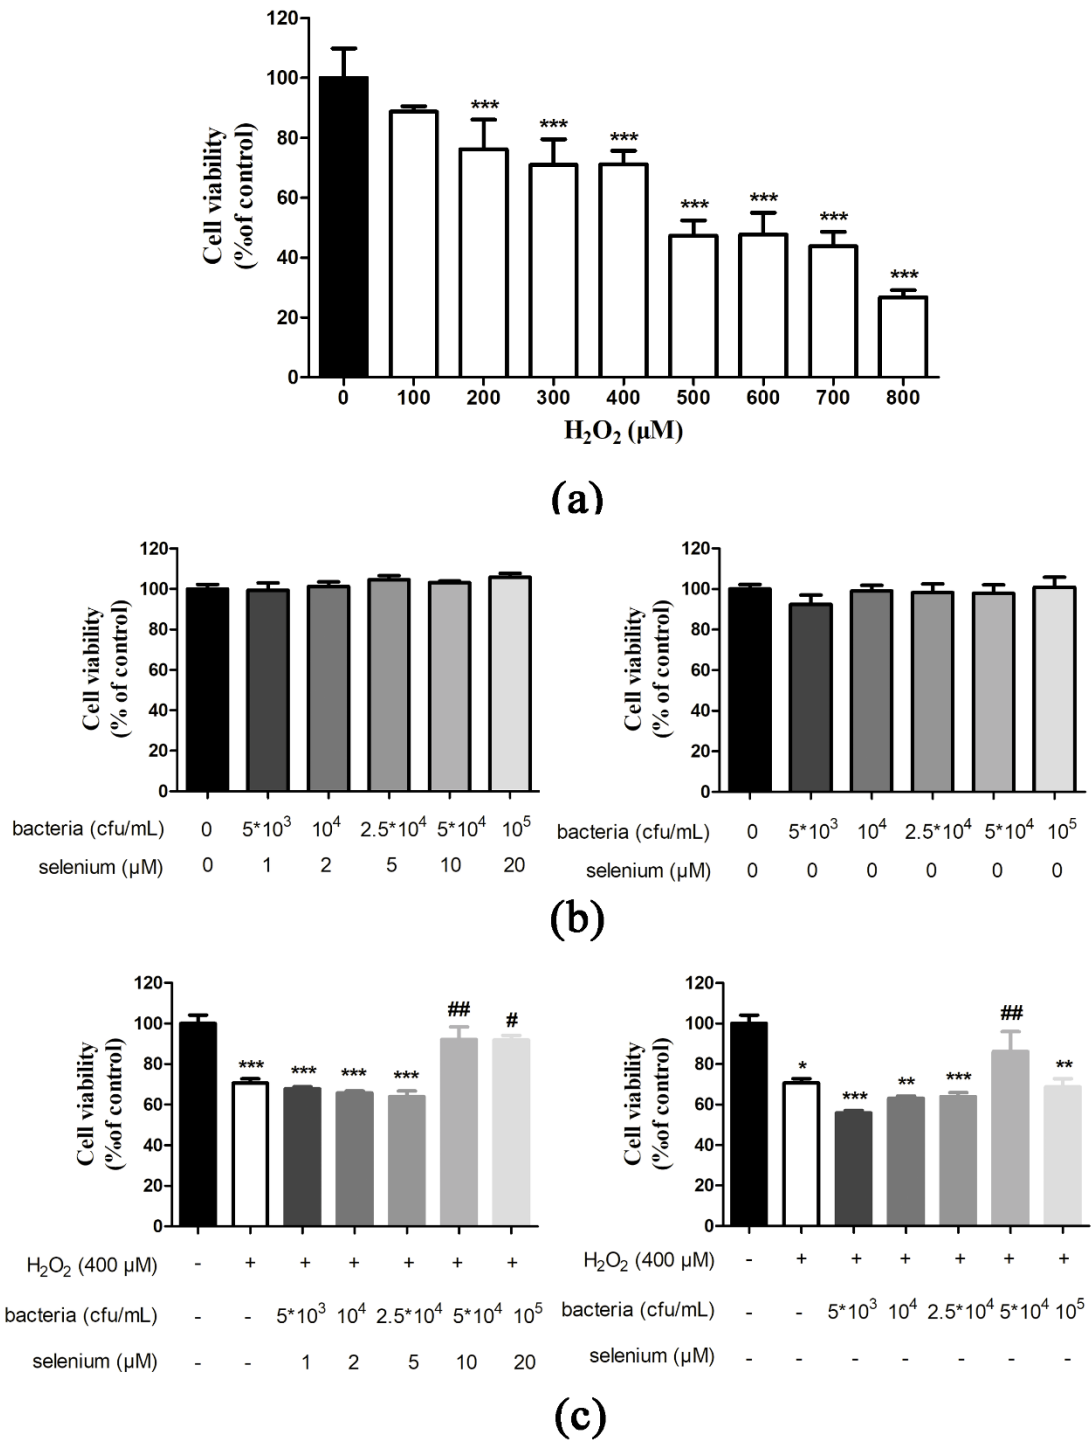 120
100
80
60
40
20
0
Cell viability
(%of control)
*** *** *** *** *** *** ***
0 100 200 300 400 500 600 700 800
H₂O₂ (μM)
(a)
120
100
80
60
40
20
0
Cell viability
(% of control)
bacteria (cfu/mL) 0 5*10³ 10⁴ 2.5*10⁴ 5*10⁴ 10⁵
selenium (μM) 0 1 2 5 10 20
120
100
80
60
40
20
0
Cell viability
(% of control)
bacteria (cfu/mL) 0 5*10³ 10⁴ 2.5*10⁴ 5*10⁴ 10⁵
selenium (μM) 0 0 0 0 0 0
(b)
120
100
80
60
40
20
0
Cell viability
(%of control)
*** *** *** *** ## #
H₂O₂ (400 μM) - + + + + + +
bacteria (cfu/mL) - - 5*10³ 10⁴ 2.5*10⁴ 5*10⁴ 10⁵
selenium (μM) - - 1 2 5 10 20
120
100
80
60
40
20
0
Cell viability
(%of control)
* *** ** *** ## **
H₂O₂ (400 μM) - + + + + + +
bacteria (cfu/mL) - - 5*10³ 10⁴ 2.5*10⁴ 5*10⁴ 10⁵
selenium (μM) - - - - - - -
(c)